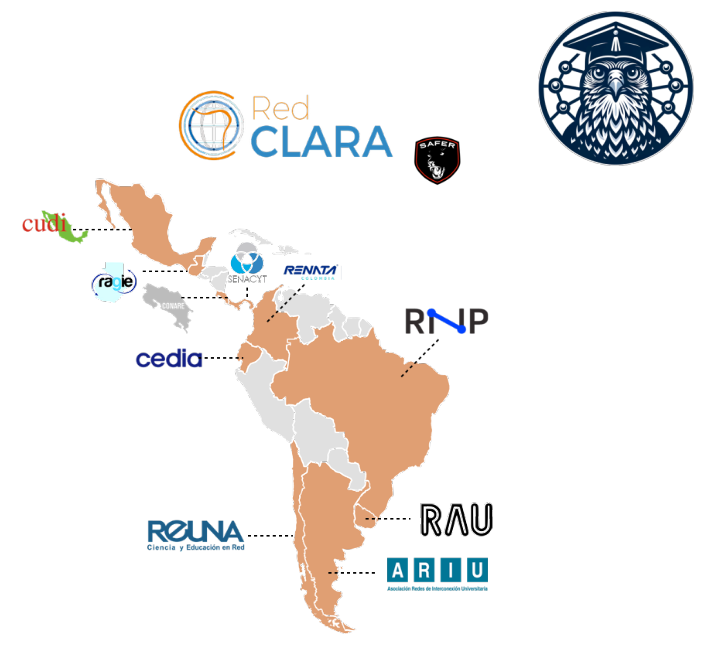 Red
CLARA
SAFER
cudi
ragie
SENACYT
RENATA
COLOMBIA
CONARE
RNP
cedia
REUNA
Ciencia y Educación en Red
RAU
ARIU
Asociación Redes de Interconexión Universitaria